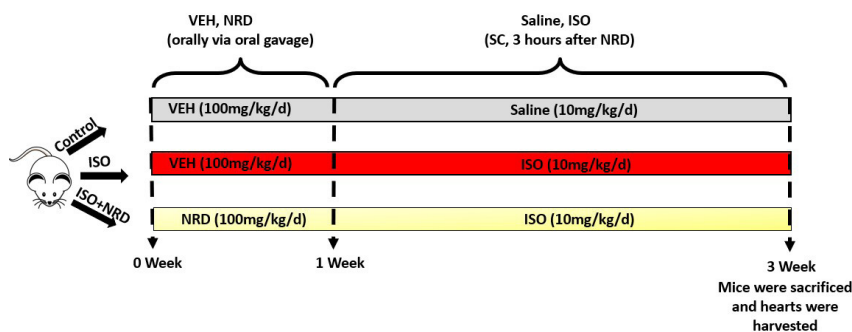 VEH, NRD
(orally via oral gavage)
Saline, ISO
(SC, 3 hours after NRD)
Control
VEH (100mg/kg/d)
Saline (10mg/kg/d)
ISO
VEH (100mg/kg/d)
ISO (10mg/kg/d)
ISO+NRD
NRD (100mg/kg/d)
ISO (10mg/kg/d)
0 Week
1 Week
3 Week
Mice were sacrificed
and hearts were
harvested